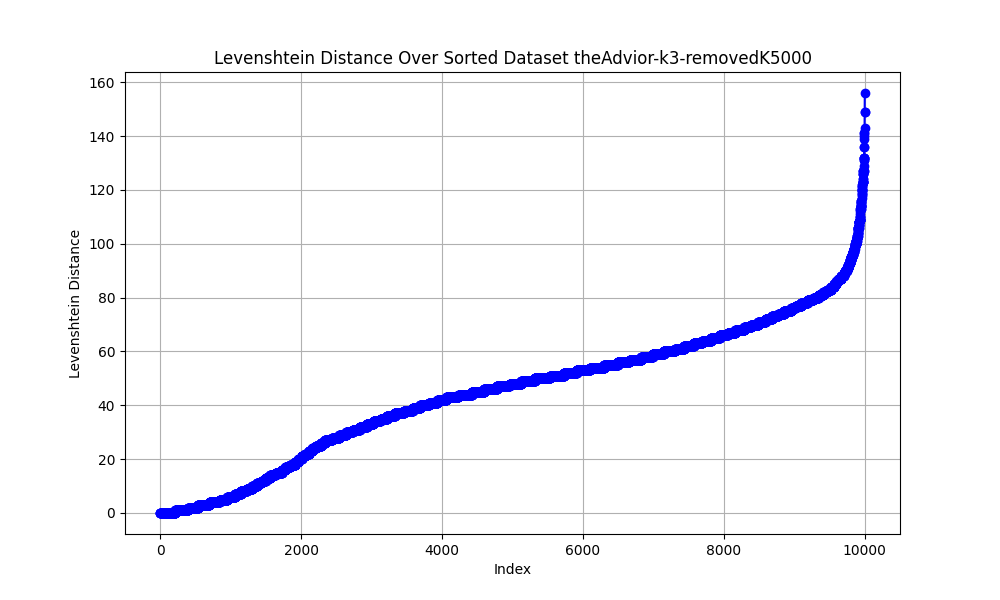 Levenshtein Distance Over Sorted Dataset theAdvior-k3-removedK5000
160
140
120
100
80
60
40
20
0
Levenshtein Distance
0 2000 4000 6000 8000 10000
Index